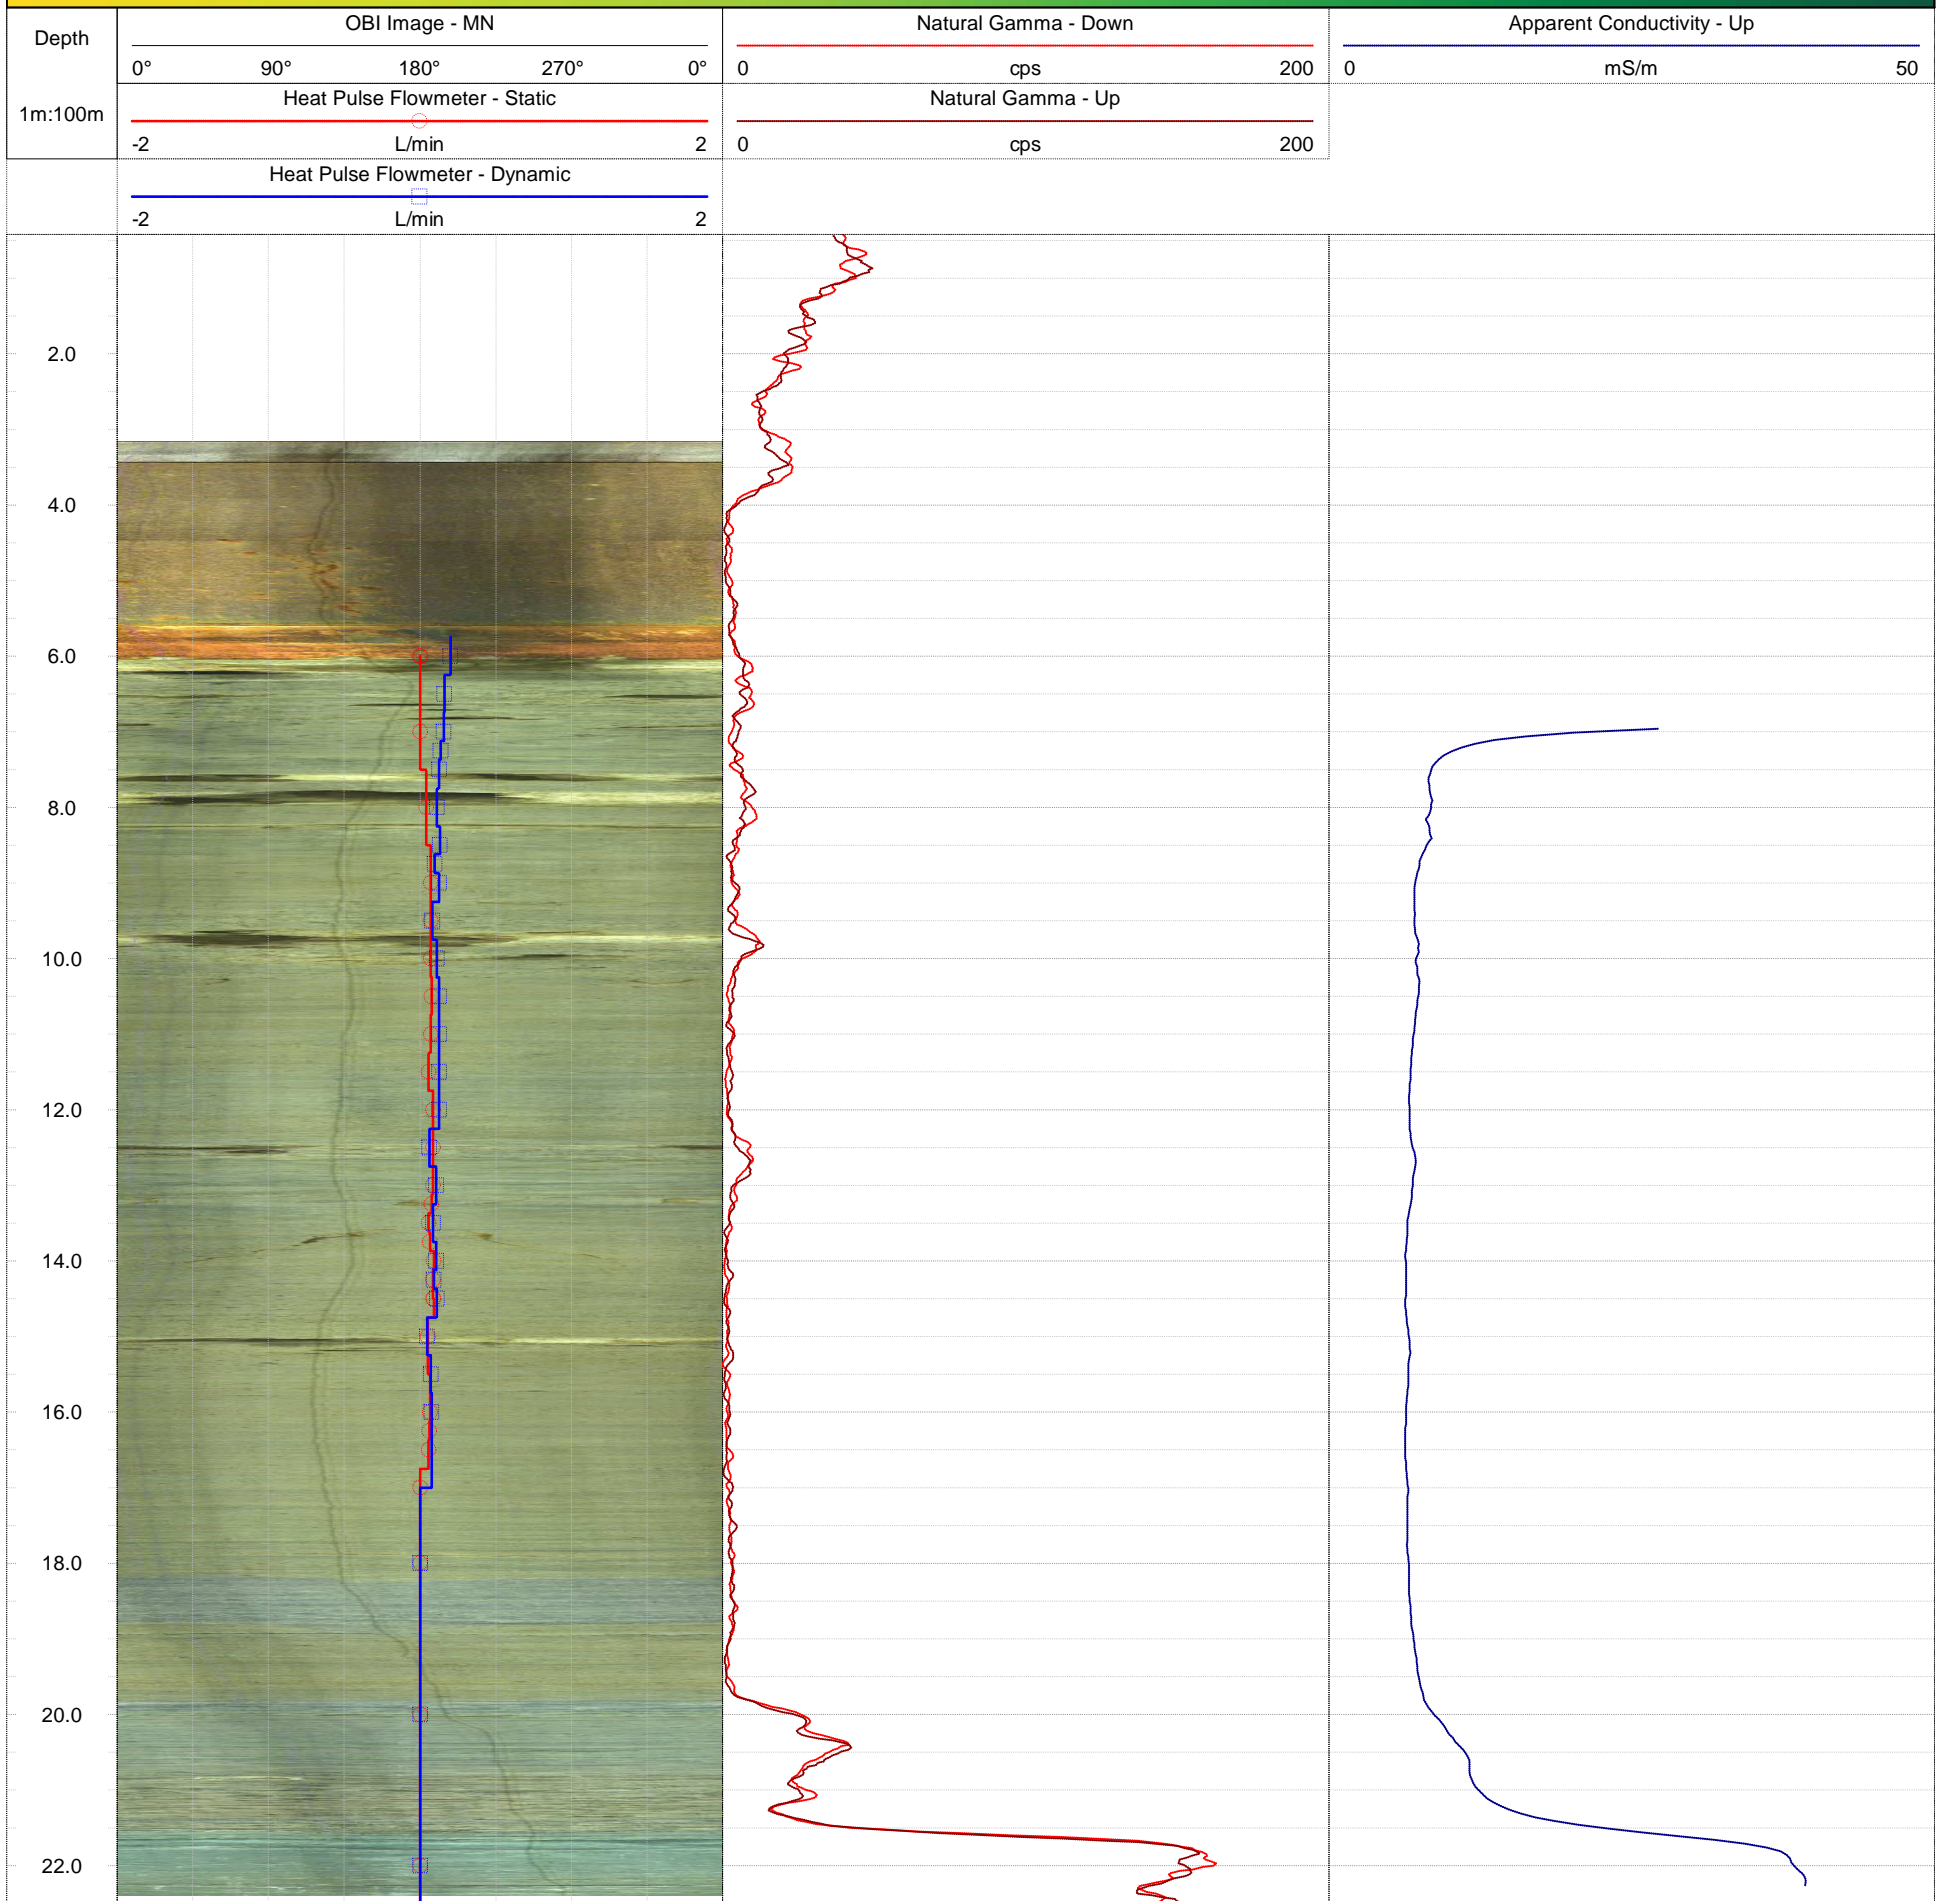 Depth
1m:100m
OBI Image - MN
0° 90° 180° 270° 0°
Heat Pulse Flowmeter - Static
-2 L/min 2
Heat Pulse Flowmeter - Dynamic
-2 L/min 2
Natural Gamma - Down
0 cps 200
Natural Gamma - Up
0 cps 200
Apparent Conductivity - Up
0 mS/m 50
2.0
4.0
6.0
8.0
10.0
12.0
14.0
16.0
18.0
20.0
22.0